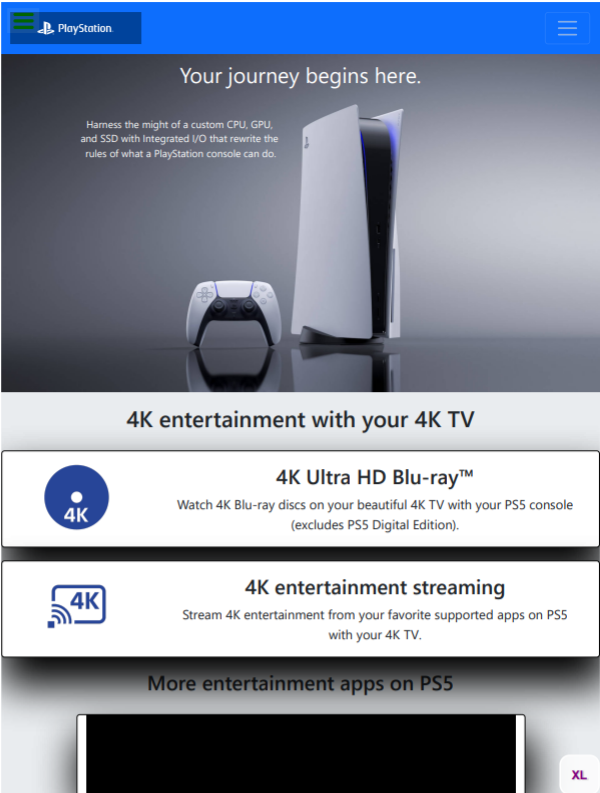 PlayStation.
Your journey begins here.
Harness the might of a custom CPU, GPU,
and SSD with Integrated I/O that rewrite the
rules of what a PlayStation console can do.
4K entertainment with your 4K TV
4K
4K Ultra HD Blu-ray™
Watch 4K Blu-ray discs on your beautiful 4K TV with your PS5 console
(excludes PS5 Digital Edition).
4K
4K entertainment streaming
Stream 4K entertainment from your favorite supported apps on PS5
with your 4K TV.
More entertainment apps on PS5
XL